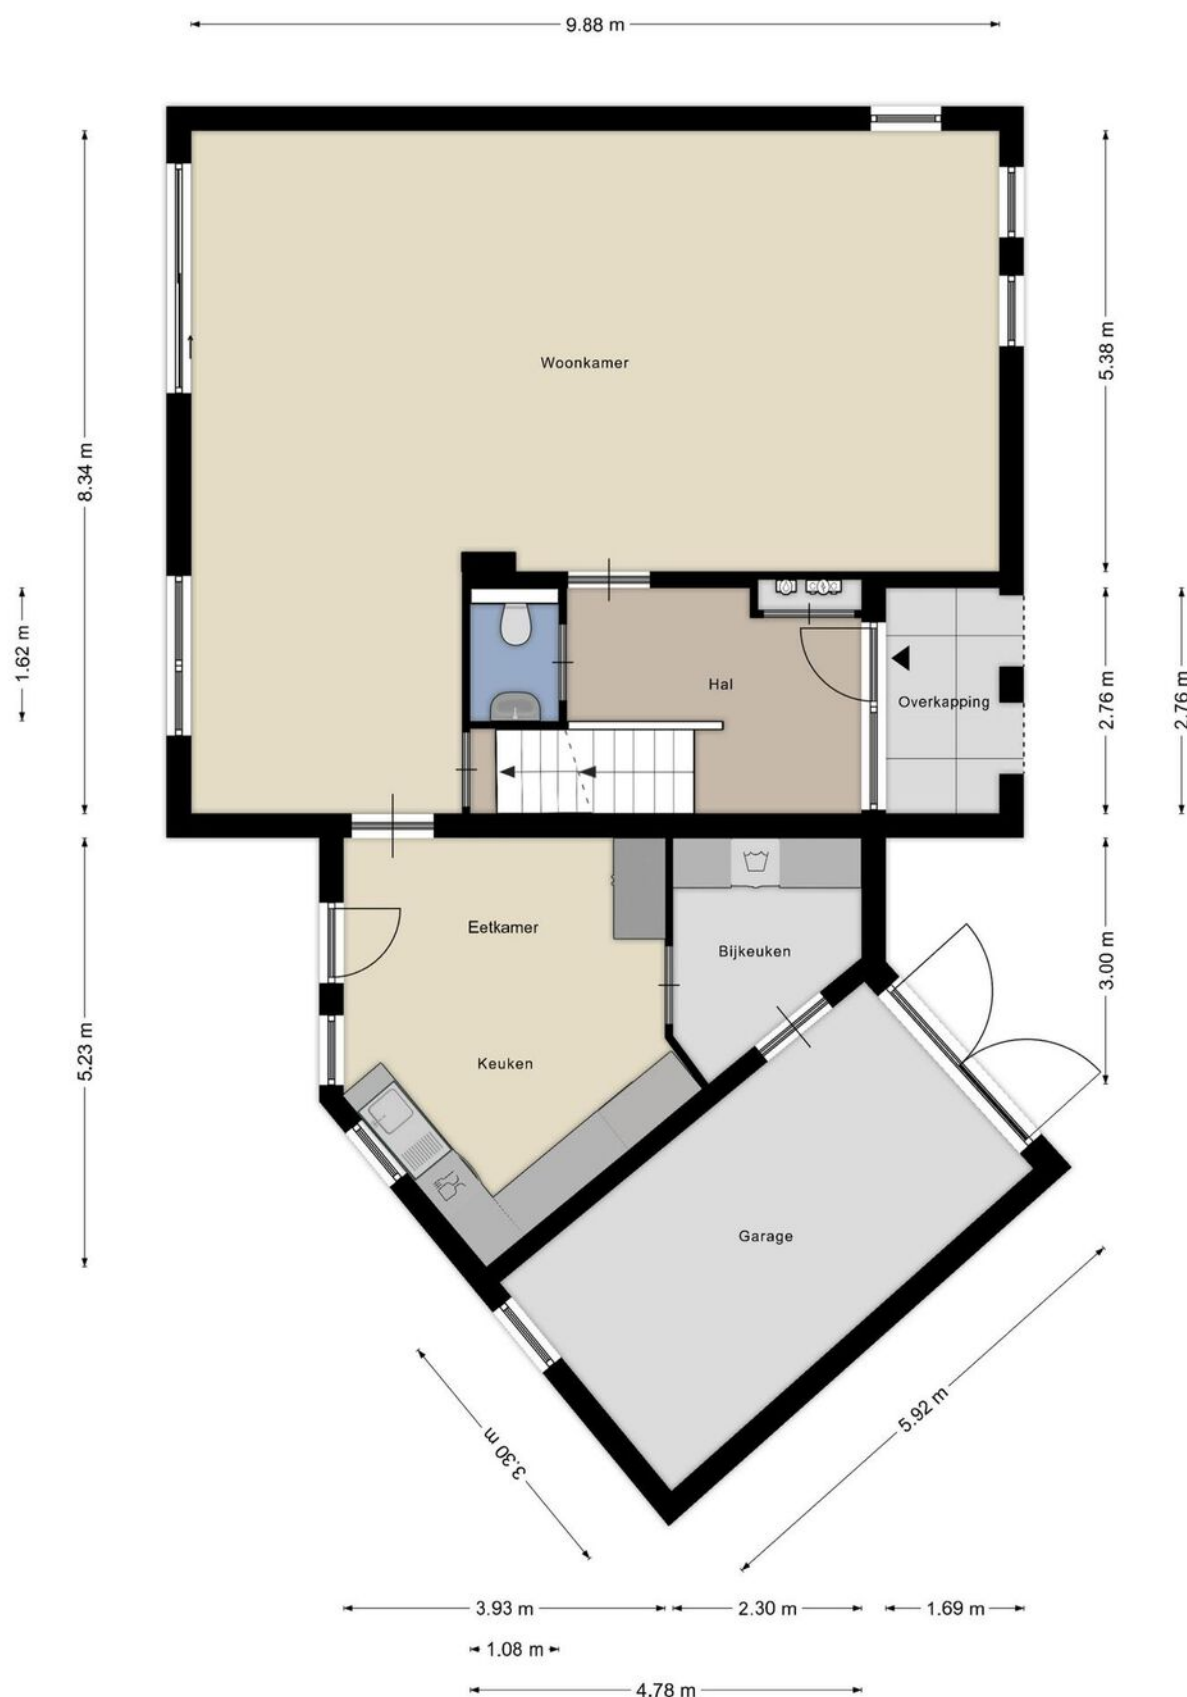 9.88 m
Woonkamer
5.38 m
8.34 m
1.62 m
Hal
Overkapping
2.76 m
2.76 m
Eetkamer
Bijkeuken
3.00 m
5.23 m
Keuken
Garage
5.92 m
3.30 m
3.93 m
2.30 m
1.69 m
1.08 m
4.78 m